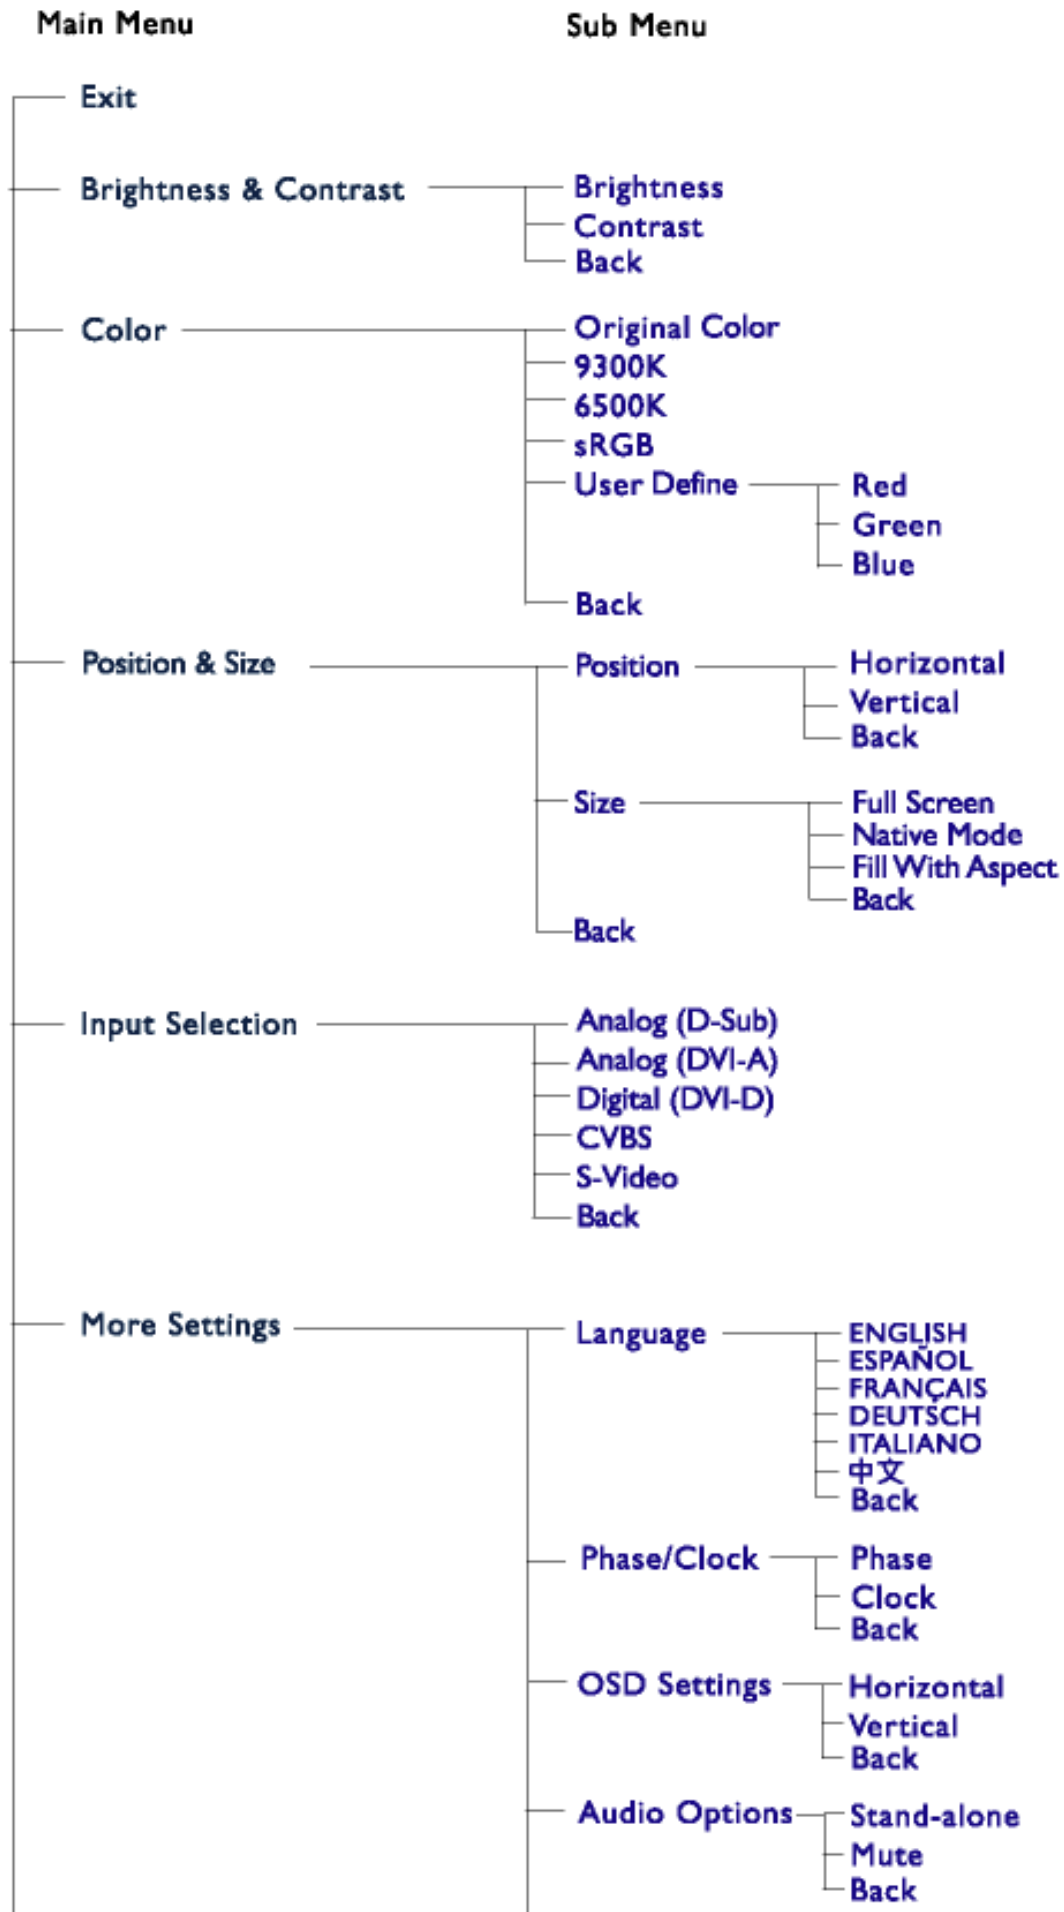 Main Menu Sub Menu
Exit
Brightness & Contrast Brightness
Contrast
Back
Color Original Color
9300K
6500K
sRGB
User Define Red
Green
Blue
Back
Position & Size Position Horizontal
Vertical
Back
Size Full Screen
Native Mode
Fill With Aspect
Back
Back
Input Selection Analog (D-Sub)
Analog (DVI-A)
Digital (DVI-D)
CVBS
S-Video
Back
More Settings Language ENGLISH
ESPAÑOL
FRANÇAIS
DEUTSCH
ITALIANO
中文
Back
Phase/Clock Phase
Clock
Back
OSD Settings Horizontal
Vertical
Back
Audio Options Stand-alone
Mute
Back